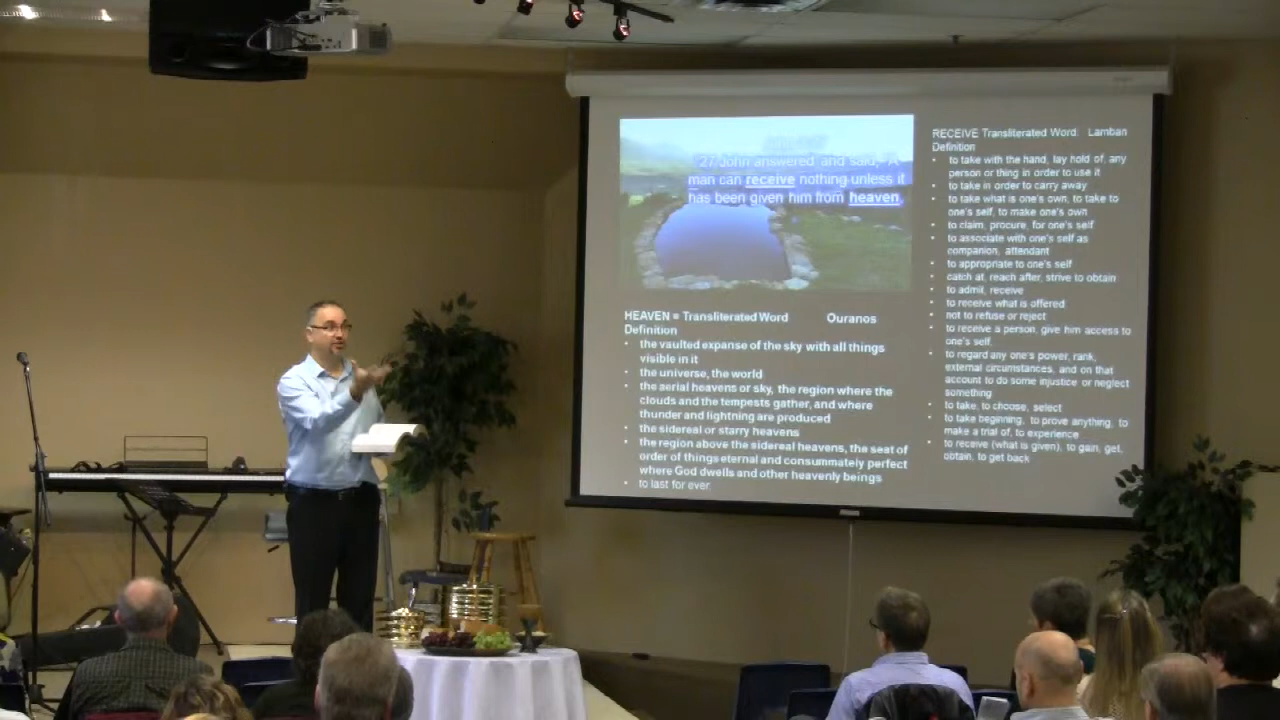 27 John answered and said, "A
man can receive nothing unless it
has been given him from heaven.
HEAVEN = Transliterated Word Ouranos
Definition
• the vaulted expanse of the sky with all things
visible in it
• the universe, the world
• the aerial heavens or sky, the region where the
clouds and the tempests gather, and where
thunder and lightning are produced
• the sidereal or starry heavens
• the region above the sidereal heavens, the seat of
order of things eternal and consummately perfect
where God dwells and other heavenly beings
• to last for ever.
RECEIVE Transliterated Word Lamban
Definition
• to take with the hand, lay hold of, any
person or thing in order to use it
• to take in order to carry away
• to take what is one's own, to take to
one's self, to make one's own
• to claim, procure, for one's self
• to associate with one's self as
companion, attendant
• to appropriate to one's self
• catch at, reach after, strive to obtain
• to admit, receive
• to receive what is offered
• not to refuse or reject
• to receive a person, give him access to
one's self,
• to regard any one's power, rank,
external circumstances, and on that
account to do some injustice or neglect
something
• to take, to choose, select
• to take beginning, to prove anything, to
make a trial of, to experience
• to receive (what is given), to gain, get,
obtain, to get back